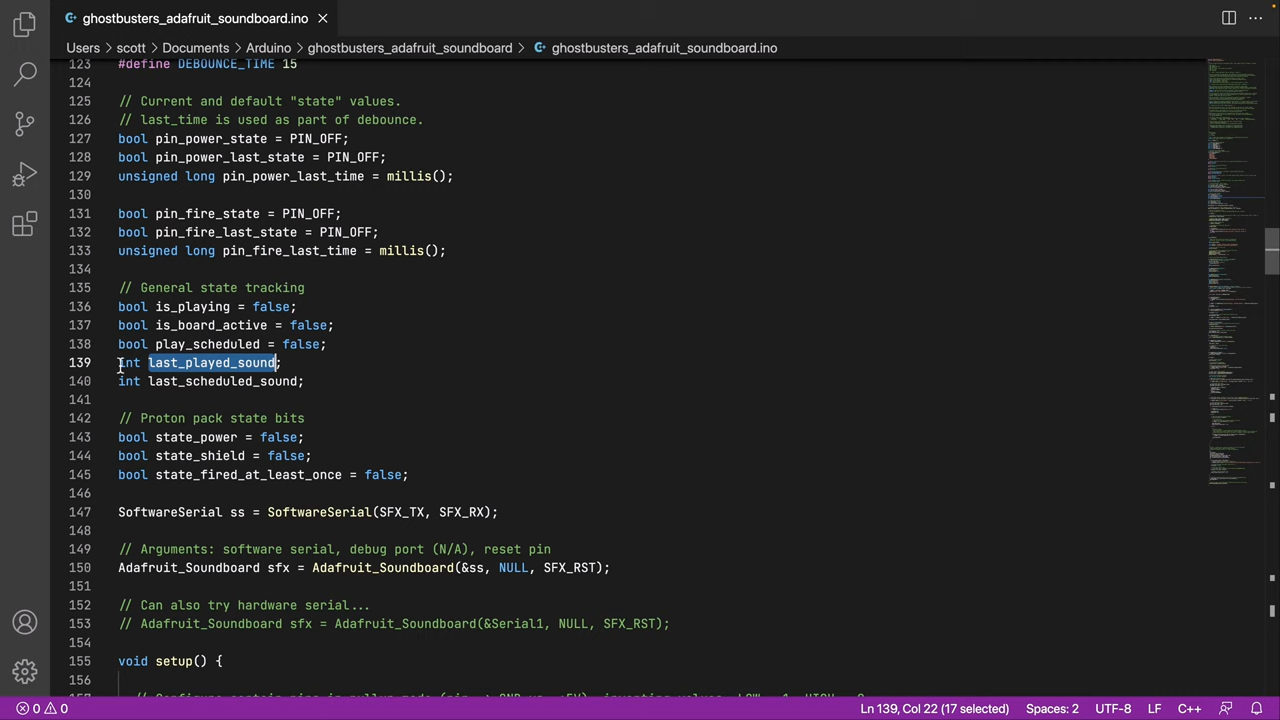 ghostbusters_adafruit_soundboard.ino
Users > scott > Documents > Arduino > ghostbusters_adafruit_soundboard > ghostbusters_adafruit_soundboard.ino
123 #define DEBOUNCE_TIME 15
124
125 // Current and default "state" values.
126 // last_time is used as part of debounce.
127 bool pin_power_state = PIN_OFF;
128 bool pin_power_last_state = PIN_OFF;
129 unsigned long pin_power_last_time = millis();
130
131 bool pin_fire_state = PIN_OFF;
132 bool pin_fire_last_state = PIN_OFF;
133 unsigned long pin_fire_last_time = millis();
134
135 // General state tracking
136 bool is_playing = false;
137 bool is_board_active = false;
138 bool play_scheduled = false;
139 int last_played_sound;
140 int last_scheduled_sound;
141
142 // Proton pack state bits
143 bool state_power = false;
144 bool state_shield = false;
145 bool state_fired_at_least_once = false;
146
147 SoftwareSerial ss = SoftwareSerial(SFX_TX, SFX_RX);
148
149 // Arguments: software serial, debug port (N/A), reset pin
150 Adafruit_Soundboard sfx = Adafruit_Soundboard(&ss, NULL, SFX_RST);
151
152 // Can also try hardware serial...
153 // Adafruit_Soundboard sfx = Adafruit_Soundboard(&Serial1, NULL, SFX_RST);
154
155 void setup() {
156
0 0 Ln 139, Col 22 (17 selected) Spaces: 2 UTF-8 LF C++